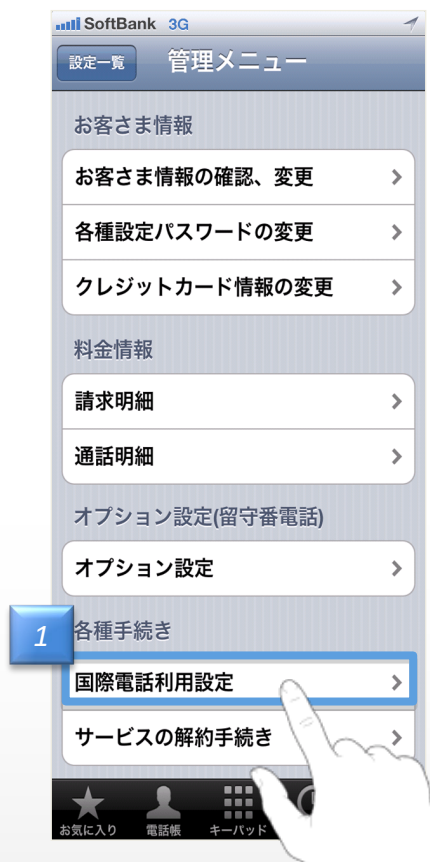 SoftBank 3G
設定一覧 管理メニュー
お客さま情報
お客さま情報の確認、変更
各種設定パスワードの変更
クレジットカード情報の変更
料金情報
請求明細
通話明細
オプション設定(留守番電話)
オプション設定
1
各種手続き
国際電話利用設定
サービスの解約手続き
お気に入り 電話帳 キーパッド